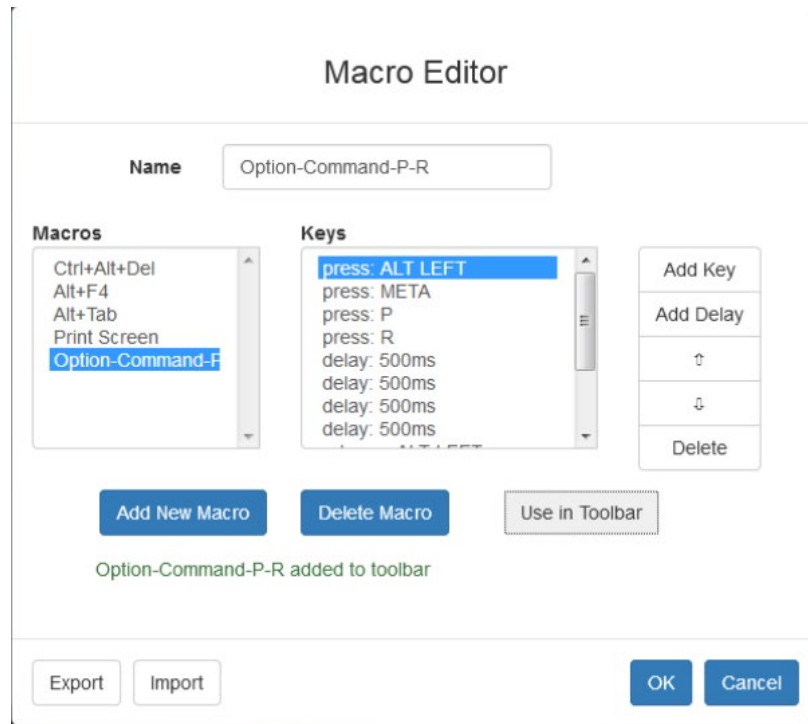 Macro Editor
Name
Option-Command-P-R
Macros
Ctrl+Alt+Del
Alt+F4
Alt+Tab
Print Screen
Option-Command-P
Keys
press: ALT LEFT
press: META
press: P
press: R
delay: 500ms
delay: 500ms
delay: 500ms
delay: 500ms
ALT LEFT
Add Key
Add Delay
⇧
⇩
Delete
Add New Macro
Delete Macro
Use in Toolbar
Option-Command-P-R added to toolbar
Export
Import
OK
Cancel